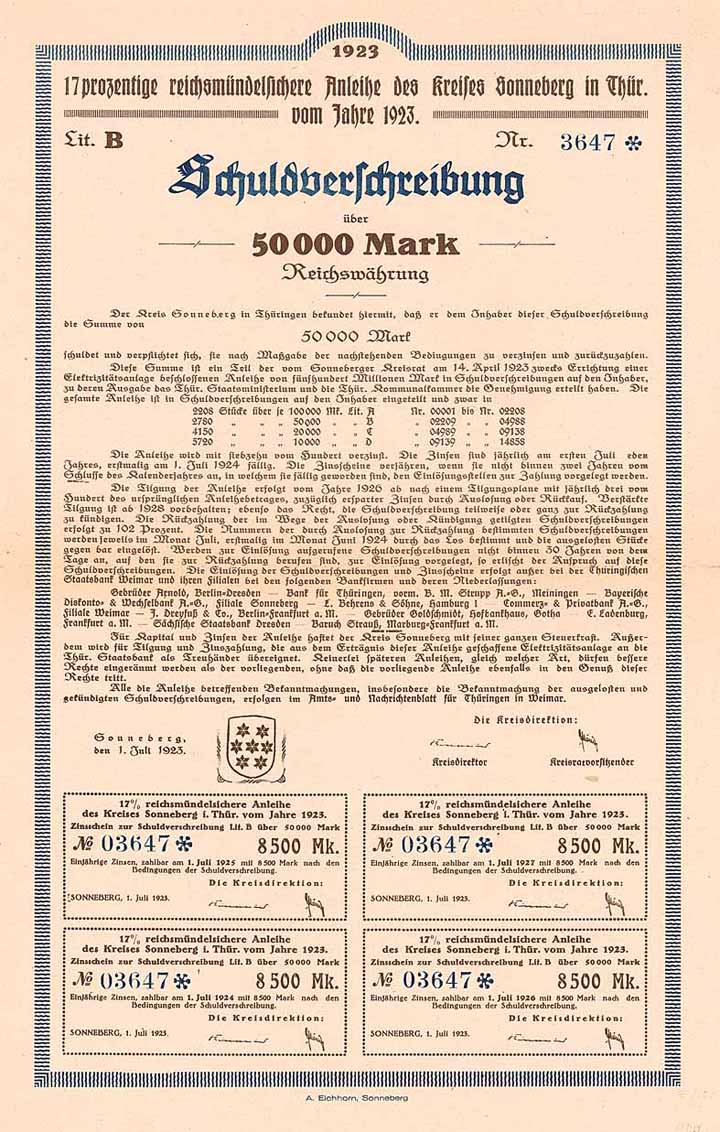 1923
17prozentige reichsmündelsichere Anleihe des Kreises Sonneberg in Thür.
vom Jahre 1923.
Lit. B Nr. 3647 *
Schuldverschreibung
über
50000 Mark
Reichswährung
Der Kreis Sonneberg in Thüringen bekundet hiermit, daß er dem Inhaber dieser Schuldverschreibung
die Summe von
50000 Mark
schuldet und verpflichtet sich, sie nach Maßgabe der nachstehenden Bedingungen zu verzinsen und zurückzuzahlen.
Diese Summe ist ein Teil der vom Sonneberger Kreisrat am 14. April 1923 zwecks Errichtung einer
Elektrizitätsanlage beschlossenen Anleihe von fünfhundert Millionen Mark in Schuldverschreibungen auf den Inhaber,
zu deren Ausgabe das Thür. Staatsministerium und die Thür. Kommunalkammer die Genehmigung erteilt haben. Die
gesamte Anleihe ist in Schuldverschreibungen auf den Inhaber eingeteilt und zwar in
2208 Stücke über je 100000 Mk. Lit. A Nr. 00001 bis Nr. 02208
2780 „ „ „ 50000 „ „ B „ 02209 „ „ 04988
4150 „ „ „ 20000 „ „ C „ 04989 „ „ 09138
5720 „ „ „ 10000 „ „ D „ 09139 „ „ 14858
Die Anleihe wird mit siebzehn vom Hundert verzinst. Die Zinsen sind jährlich am ersten Juli eden
Jahres, erstmalig am 1. Juli 1924 fällig. Die Zinsscheine verjähren, wenn sie nicht binnen zwei Jahren vom
Schlusse des Kalenderjahres an, in welchem sie fällig geworden sind, den Einlösungsstellen zur Zahlung vorgelegt werden.
Die Tilgung der Anleihe erfolgt vom Jahre 1926 ab nach einem Tilgungsplane mit jährlich drei vom
Hundert des ursprünglichen Anleihebetrages, zuzüglich ersparter Zinsen durch Auslosung oder Rückkauf. Verstärkte
Tilgung ist ab 1928 vorbehalten; ebenso das Recht, die Schuldverschreibung teilweise oder ganz zur Rückzahlung
zu kündigen. Die Rückzahlung der im Wege der Auslosung oder Kündigung getilgten Schuldverschreibungen
erfolgt zu 102 Prozent. Die Nummern der durch Auslosung zur Rückzahlung bestimmten Schuldverschreibungen
werden jeweils im Monat Juli, erstmalig im Monat Juni 1924 durch das Los bestimmt und die ausgelosten Stücke
gegen bar eingelöst. Werden zur Einlösung aufgerufene Schuldverschreibungen nicht binnen 30 Jahren von dem
Tage an, auf den sie zur Rückzahlung berufen sind, zur Einlösung vorgelegt, so erlischt der Anspruch auf diese
Schuldverschreibungen. Die Einlösung der Schuldverschreibungen und Zinsscheine erfolgt außer bei der Thüringischen
Staatsbank Weimar und ihren Filialen bei den folgenden Bankfirmen und deren Niederlassungen:
Gebrüder Arnold, Berlin-Dresden — Bank für Thüringen, vorm. B. M. Strupp A.-G., Meiningen — Bayerische
Diskonto- & Wechselbank A.-G., Filiale Sonneberg — L. Behrens & Söhne, Hamburg 1 Commerz- & Privatbank A.-G.,
Filiale Weimar — J. Dreyfuß & Co., Berlin-Frankfurt a. M. — Gebrüder Goldschmidt, Hofbankhaus, Gotha — E. Ladenburg,
Frankfurt a. M. — Sächsische Staatsbank Dresden — Baruch Strauß, Marburg-Frankfurt a. M.
Für Kapital und Zinsen der Anleihe haftet der Kreis Sonneberg mit seiner ganzen Steuerkraft. Außer-
dem wird für Tilgung und Zinszahlung, die aus dem Erträgnis dieser Anleihe geschaffene Elektrizitätsanlage an die
Thür. Staatsbank als Treuhänder übereignet. Keinerlei späteren Anleihen, gleich welcher Art, dürfen bessere
Rechte eingeräumt werden als der vorliegenden, ohne daß die vorliegende Anleihe ebenfalls in den Genuß dieser
Rechte tritt.
Alle die Anleihe betreffenden Bekanntmachungen, insbesondere die Bekanntmachung der ausgelosten und
gekündigten Schuldverschreibungen, erfolgen im Amts- und Nachrichtenblatt für Thüringen in Weimar.
Sonneberg,
den 1. Juli 1923.
Die Kreisdirektion:
Kreisdirektor Kreisratvorsitzender
17% reichsmündelsichere Anleihe
des Kreises Sonneberg i. Thür. vom Jahre 1923.
Zinsschein zur Schuldverschreibung Lit. B über 50000 Mark
№ 03647 * 8500 Mk.
Einjährige Zinsen, zahlbar am 1. Juli 1925 mit 8500 Mark nach den
Bedingungen der Schuldverschreibung.
Die Kreisdirektion:
SONNEBERG, 1. Juli 1923.
17% reichsmündelsichere Anleihe
des Kreises Sonneberg i. Thür. vom Jahre 1923.
Zinsschein zur Schuldverschreibung Lit. B über 50000 Mark
№ 03647 * 8500 Mk.
Einjährige Zinsen, zahlbar am 1. Juli 1927 mit 8500 Mark nach den
Bedingungen der Schuldverschreibung.
Die Kreisdirektion:
SONNEBERG, 1. Juli 1923.
17% reichsmündelsichere Anleihe
des Kreises Sonneberg i. Thür. vom Jahre 1923.
Zinsschein zur Schuldverschreibung Lit. B über 50000 Mark
№ 03647 * 8500 Mk.
Einjährige Zinsen, zahlbar am 1. Juli 1924 mit 8500 Mark nach den
Bedingungen der Schuldverschreibung.
Die Kreisdirektion:
SONNEBERG, 1. Juli 1923.
17% reichsmündelsichere Anleihe
des Kreises Sonneberg i. Thür. vom Jahre 1923.
Zinsschein zur Schuldverschreibung Lit. B über 50000 Mark
№ 03647 * 8500 Mk.
Einjährige Zinsen, zahlbar am 1. Juli 1926 mit 8500 Mark nach den
Bedingungen der Schuldverschreibung.
Die Kreisdirektion:
SONNEBERG, 1. Juli 1923.
A. Eichhorn, Sonneberg